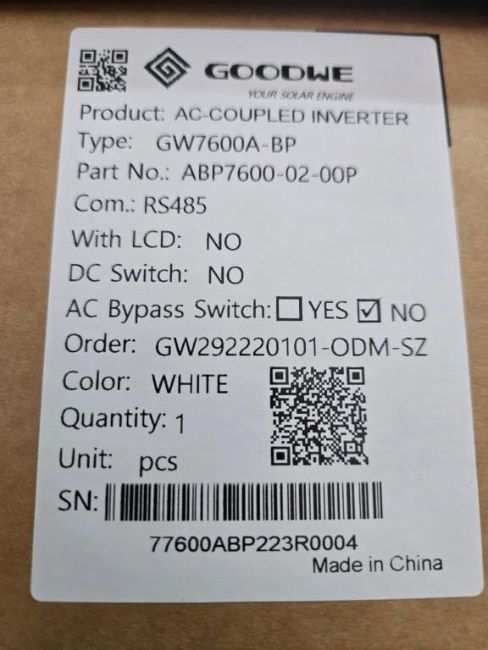 GOODWE
YOUR SOLAR ENGINE
Product: AC-COUPLED INVERTER
Type: GW7600A-BP
Part No.: ABP7600-02-00P
Com.: RS485
With LCD: NO
DC Switch: NO
AC Bypass Switch: ☐ YES ☑ NO
Order: GW292220101-ODM-SZ
Color: WHITE
Quantity: 1
Unit: pcs
SN:
77600ABP223R0004
Made in China